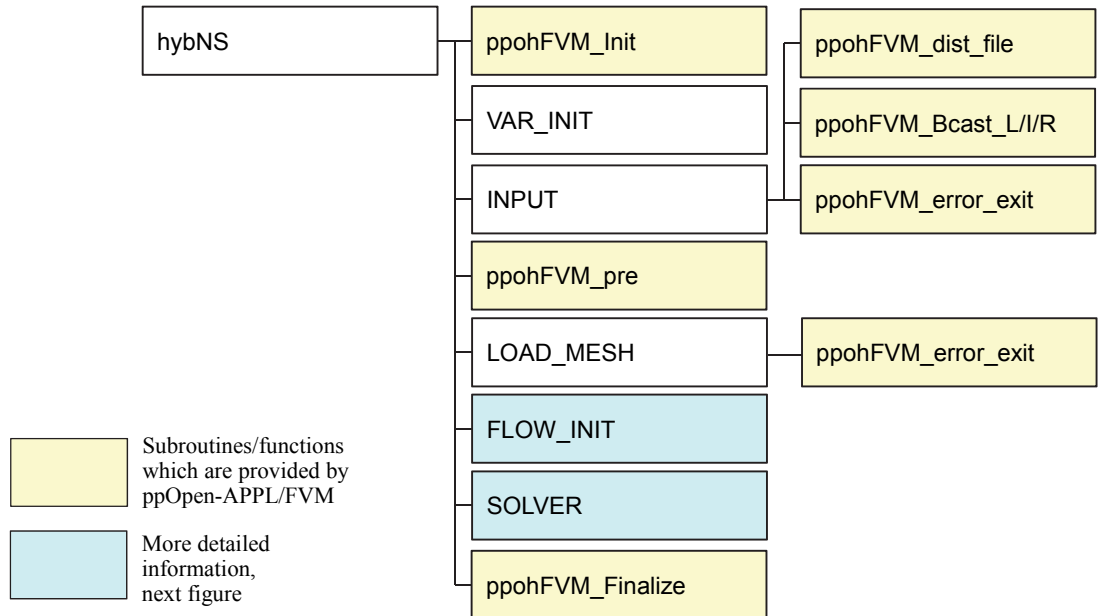 hybNS
ppohFVM_Init
ppohFVM_dist_file
VAR_INIT
ppohFVM_Bcast_L/I/R
INPUT
ppohFVM_error_exit
ppohFVM_pre
LOAD_MESH
ppohFVM_error_exit
FLOW_INIT
SOLVER
ppohFVM_Finalize
Subroutines/functions
which are provided by
ppOpen-APPL/FVM
More detailed
information,
next figure